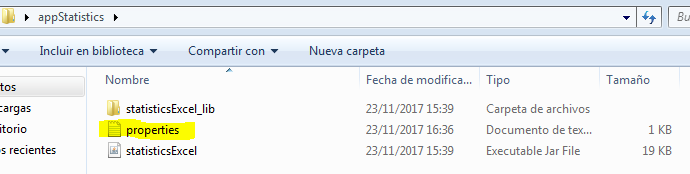 appStatistics
Bu
Incluir en biblioteca Compartir con Nueva carpeta
Nombre Fecha de modifica... Tipo Tamaño
tos
cargas
itorio
s recientes
statisticsExcel_lib 23/11/2017 15:39 Carpeta de archivos
properties 23/11/2017 16:36 Documento de tex... 1 KB
statisticsExcel 23/11/2017 15:39 Executable Jar File 19 KB